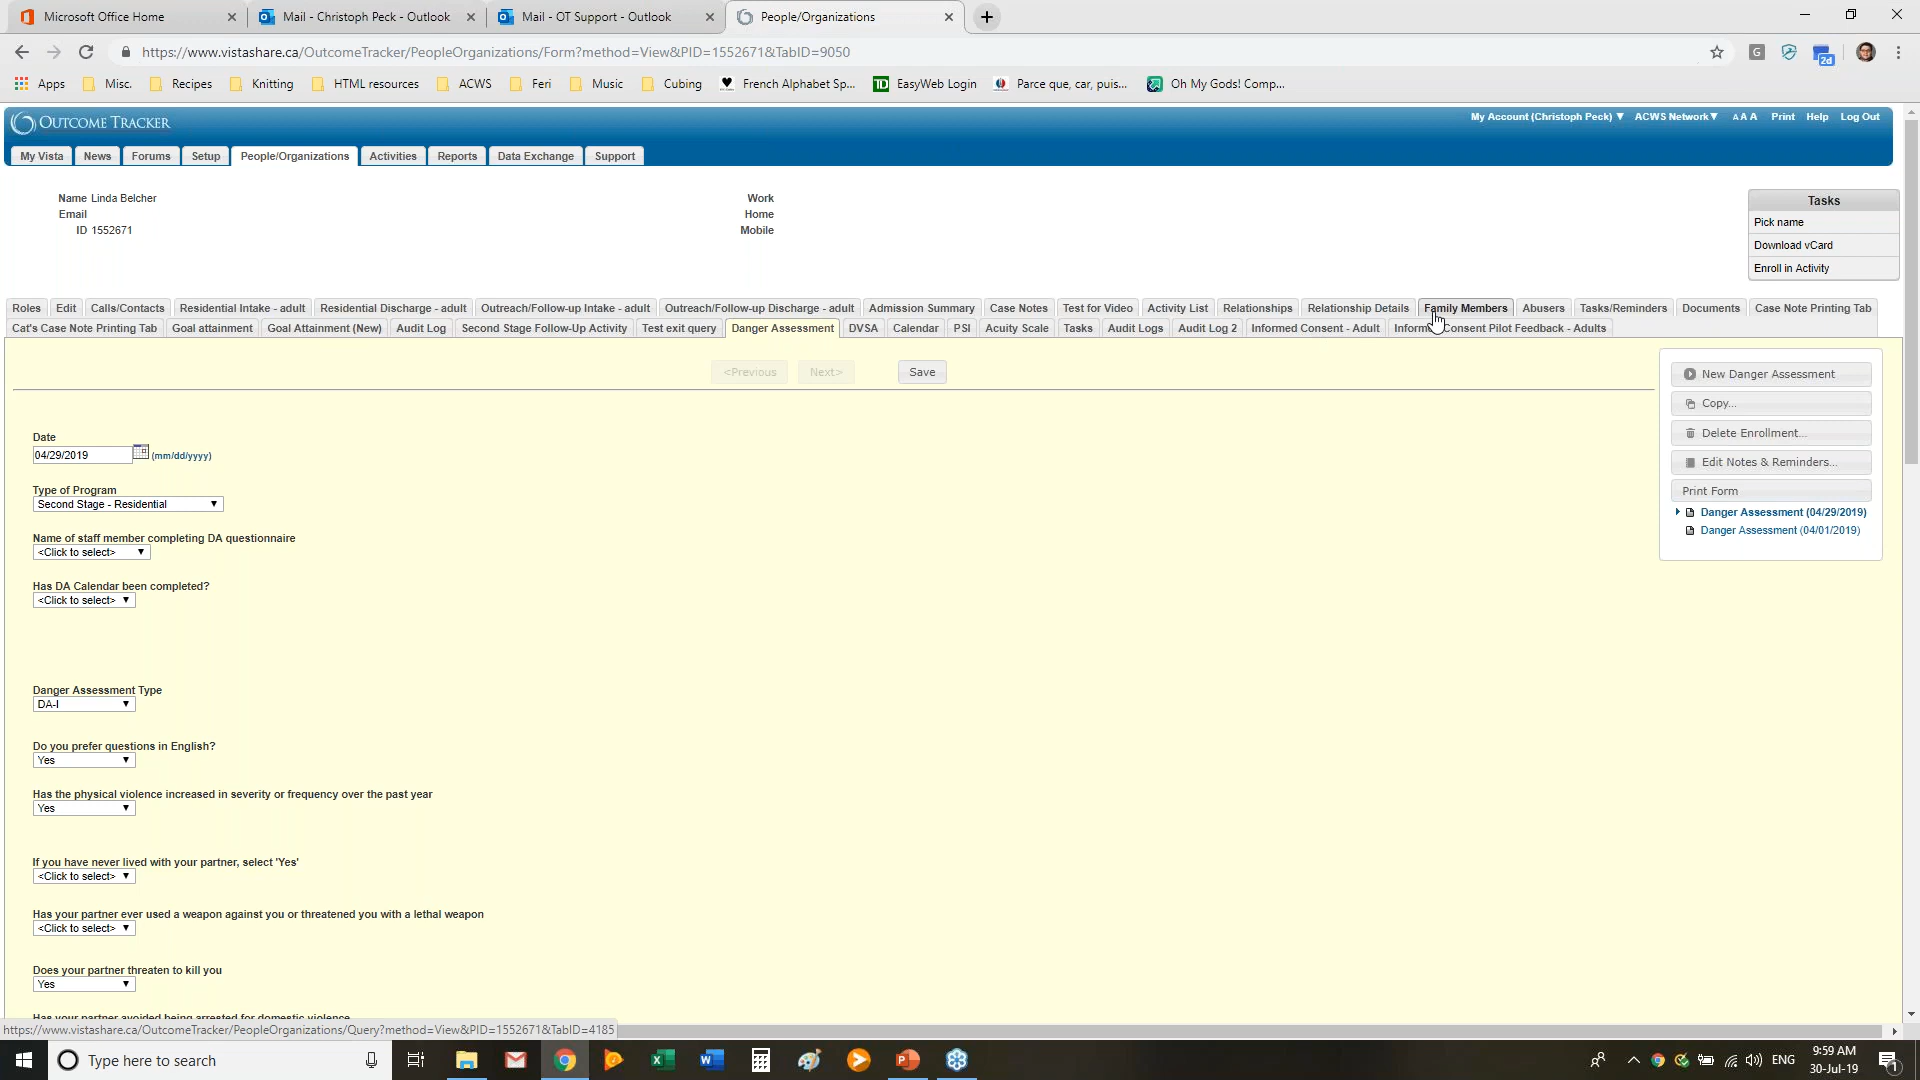 Microsoft Office Home
Mail - Christoph Peck - Outlook
Mail - OT Support - Outlook
People/Organizations
https://www.vistashare.ca/OutcomeTracker/PeopleOrganizations/Form?method=View&PID=1552671&TabID=9050
G
2d
Apps Misc. Recipes Knitting HTML resources ACWS Feri Music Cubing French Alphabet Sp... EasyWeb Login Parce que, car, puis... Oh My Gods! Comp...
OUTCOME TRACKER
My Account (Christoph Peck) ▼ ACWS Network▼ A A A Print Help Log Out
My Vista News Forums Setup People/Organizations Activities Reports Data Exchange Support
Name Linda Belcher
Email
ID 1552671
Work
Home
Mobile
Tasks
Pick name
Download vCard
Enroll in Activity
Roles Edit Calls/Contacts Residential Intake - adult Residential Discharge - adult Outreach/Follow-up Intake - adult Outreach/Follow-up Discharge - adult Admission Summary Case Notes Test for Video Activity List Relationships Relationship Details Family Members Abusers Tasks/Reminders Documents Case Note Printing Tab
Cat's Case Note Printing Tab Goal attainment Goal Attainment (New) Audit Log Second Stage Follow-Up Activity Test exit query Danger Assessment DVSA Calendar PSI Acuity Scale Tasks Audit Logs Audit Log 2 Informed Consent - Adult Inform Consent Pilot Feedback - Adults
<Previous Next> Save
New Danger Assessment
Copy...
Delete Enrollment...
Edit Notes & Reminders...
Print Form
Danger Assessment (04/29/2019)
Danger Assessment (04/01/2019)
Date
04/29/2019 (mm/dd/yyyy)
Type of Program
Second Stage - Residential
Name of staff member completing DA questionnaire
<Click to select>
Has DA Calendar been completed?
<Click to select>
Danger Assessment Type
DA-I
Do you prefer questions in English?
Yes
Has the physical violence increased in severity or frequency over the past year
Yes
If you have never lived with your partner, select 'Yes'
<Click to select>
Has your partner ever used a weapon against you or threatened you with a lethal weapon
<Click to select>
Does your partner threaten to kill you
Yes
Has your partner avoided being arrested for domestic violence
https://www.vistashare.ca/OutcomeTracker/PeopleOrganizations/Query?method=View&PID=1552671&TabID=4185
Type here to search
ENG
9:59 AM
30-Jul-19
1